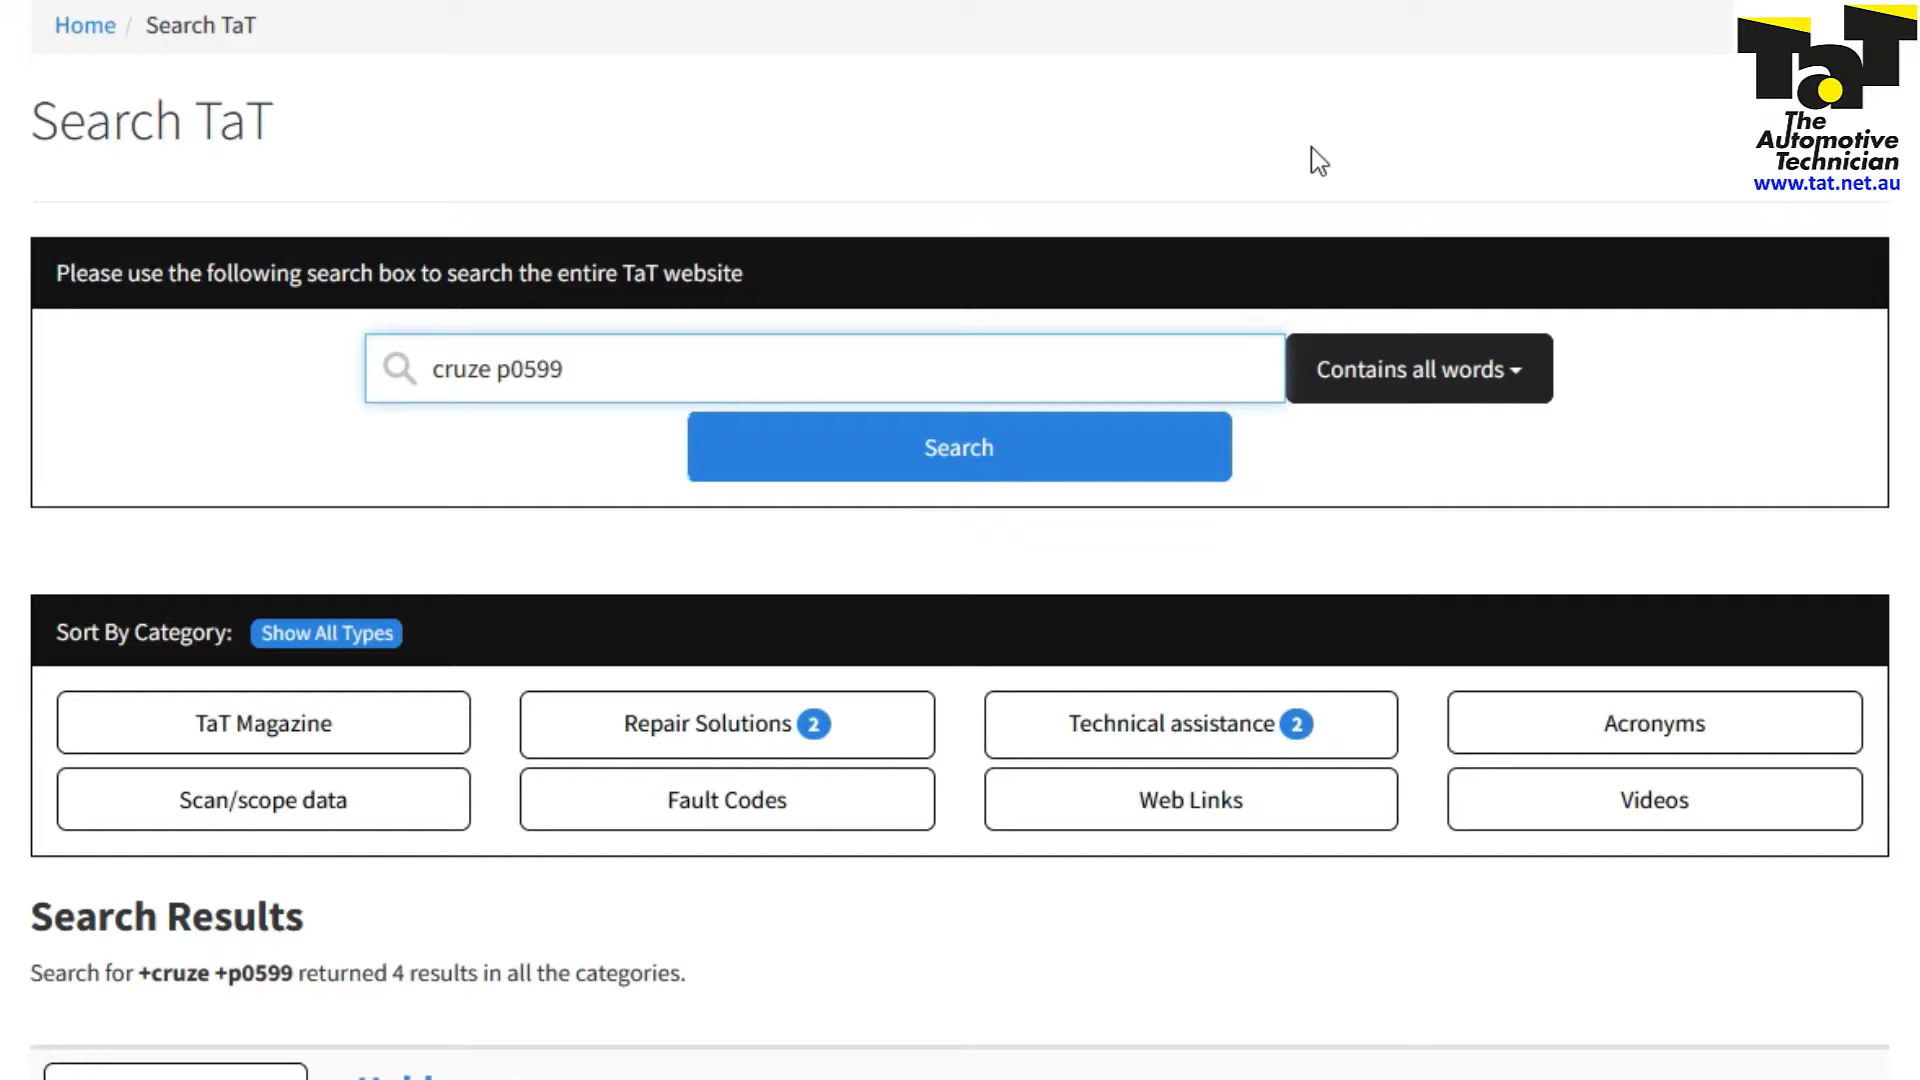 Home / Search TaT
TaT
The
Automotive
Technician
www.tat.net.au
Search TaT
Please use the following search box to search the entire TaT website
cruze p0599
Contains all words
Search
Sort By Category: Show All Types
TaT Magazine
Repair Solutions 2
Technical assistance 2
Acronyms
Scan/scope data
Fault Codes
Web Links
Videos
Search Results
Search for +cruze +p0599 returned 4 results in all the categories.